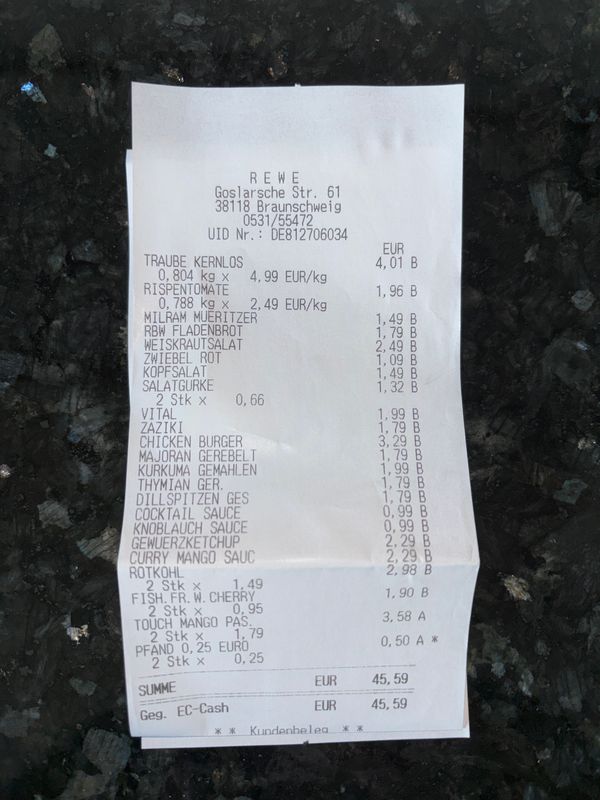 REWE
Goslarsche Str. 61
38118 Braunschweig
0531/55472
UID Nr.: DE812706034
EUR
TRAUBE KERNLOS 4,01 B
0,804 kg x 4,99 EUR/kg
RISPENTOMATE 1,96 B
0,788 kg x 2,49 EUR/kg
MILRAM MUERITZER 1,49 B
RBW FLADENBROT 1,79 B
WEISKRAUTSALAT 2,49 B
ZWIEBEL ROT 1,09 B
KOPFSALAT 1,49 B
SALATGURKE 1,32 B
2 Stk x 0,66
VITAL 1,99 B
ZAZIKI 1,79 B
CHICKEN BURGER 3,29 B
MAJORAN GEREBELT 1,79 B
KURKUMA GEMAHLEN 1,99 B
THYMIAN GER. 1,79 B
DILLSPITZEN GES 1,79 B
COCKTAIL SAUCE 0,99 B
KNOBLAUCH SAUCE 0,99 B
GEWUERZKETCHUP 2,29 B
CURRY MANGO SAUC 2,29 B
ROTKOHL 2,98 B
2 Stk x 1,49
FISH.FR.W.CHERRY 1,90 B
2 Stk x 0,95
TOUCH MANGO PAS. 3,58 A
2 Stk x 1,79
PFAND 0,25 EURO 0,50 A *
2 Stk x 0,25
SUMME EUR 45,59
Geg. EC-Cash EUR 45,59
* * Kundenbeleg * *